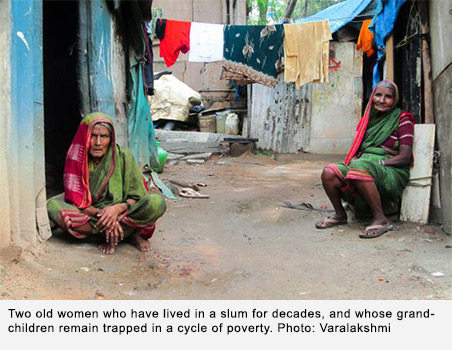 Two old women who have lived in a slum for decades, and whose grand-
children remain trapped in a cycle of poverty. Photo: Varalakshmi